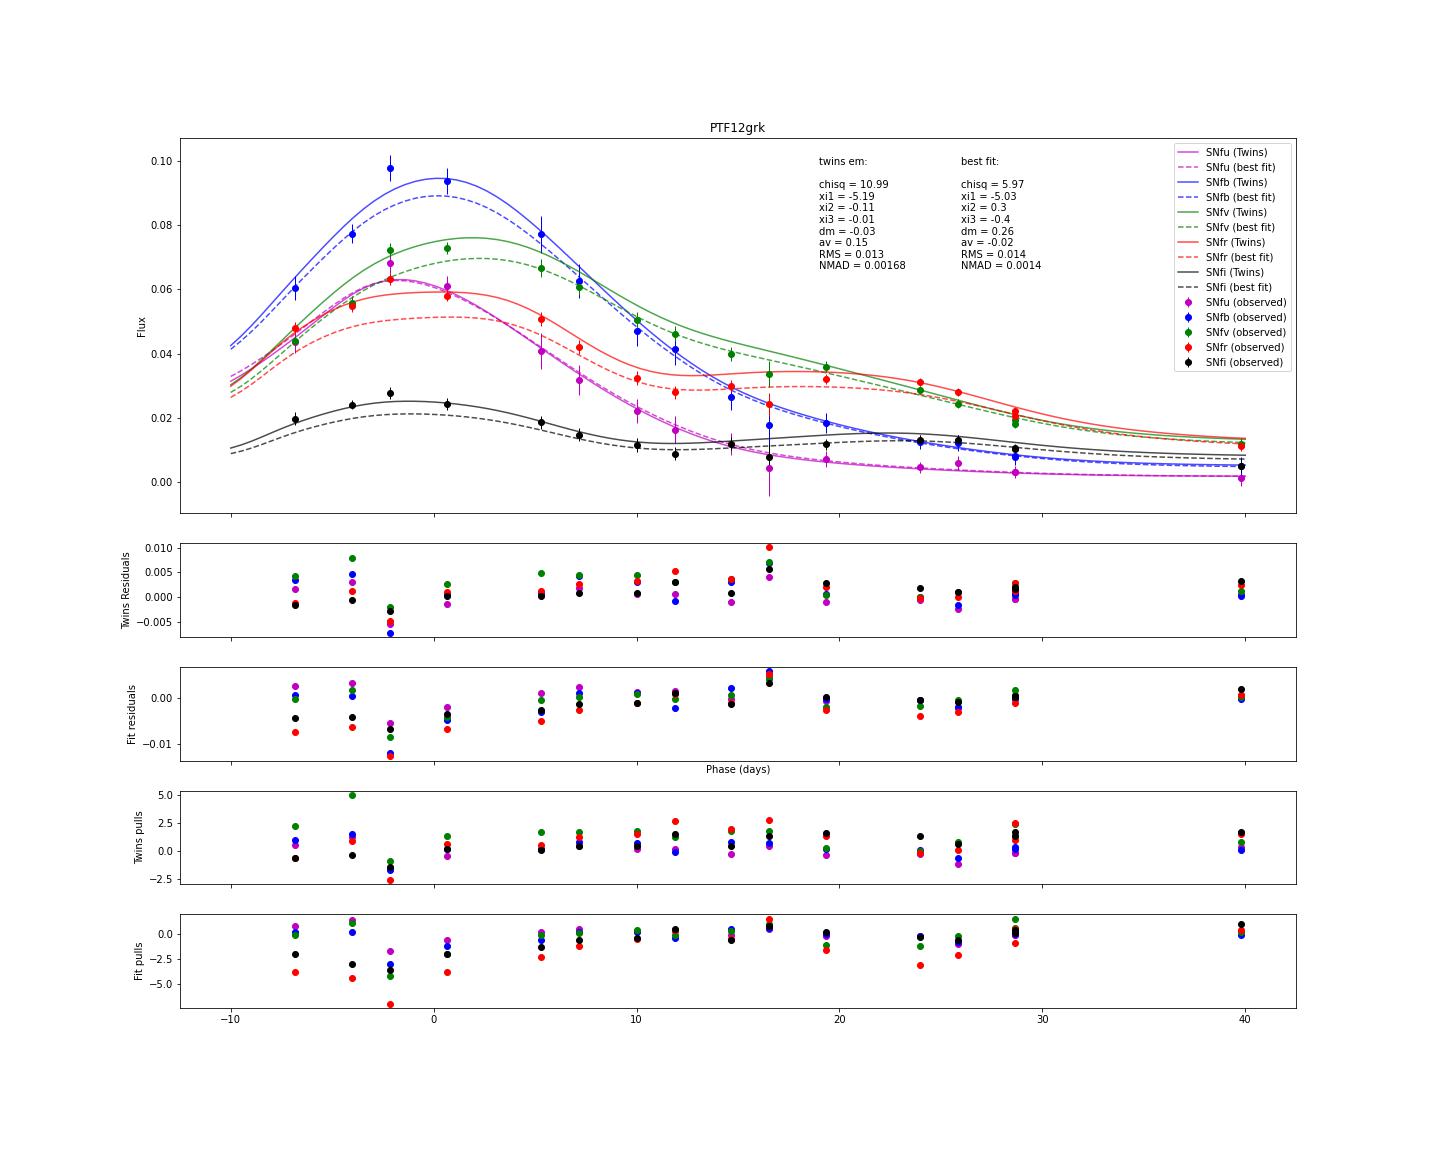 PTF12grk
0.10
0.08
0.06
0.04
0.02
0.00
Flux
twins em:
chisq = 10.99
xi1 = -5.19
xi2 = -0.11
xi3 = -0.01
dm = -0.03
av = 0.15
RMS = 0.013
NMAD = 0.00168
best fit:
chisq = 5.97
xi1 = -5.03
xi2 = 0.3
xi3 = -0.4
dm = 0.26
av = -0.02
RMS = 0.014
NMAD = 0.0014
SNfu (Twins)
SNfu (best fit)
SNfb (Twins)
SNfb (best fit)
SNfv (Twins)
SNfv (best fit)
SNfr (Twins)
SNfr (best fit)
SNfi (Twins)
SNfi (best fit)
SNfu (observed)
SNfb (observed)
SNfv (observed)
SNfr (observed)
SNfi (observed)
0.010
0.005
0.000
−0.005
Twins Residuals
0.00
−0.01
Fit residuals
Phase (days)
5.0
2.5
0.0
−2.5
Twins pulls
0.0
−2.5
−5.0
Fit pulls
−10
0
10
20
30
40